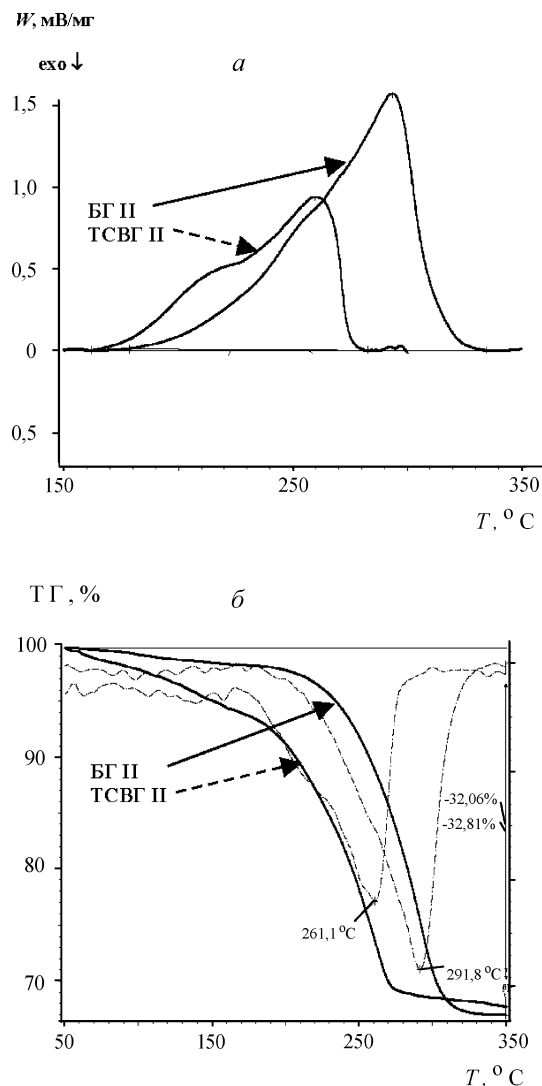 W, мВ/мг
exo ↓
а
1,5
1,0
0,5
0
0,5
БГ II
ТСВГ II
150
250
350
T, ° C
Т Г , %
б
100
90
80
70
БГ II
ТСВГ II
-32,06%
-32,81%
261,1 °C
291,8 °C
50
150
250
350
T, ° C